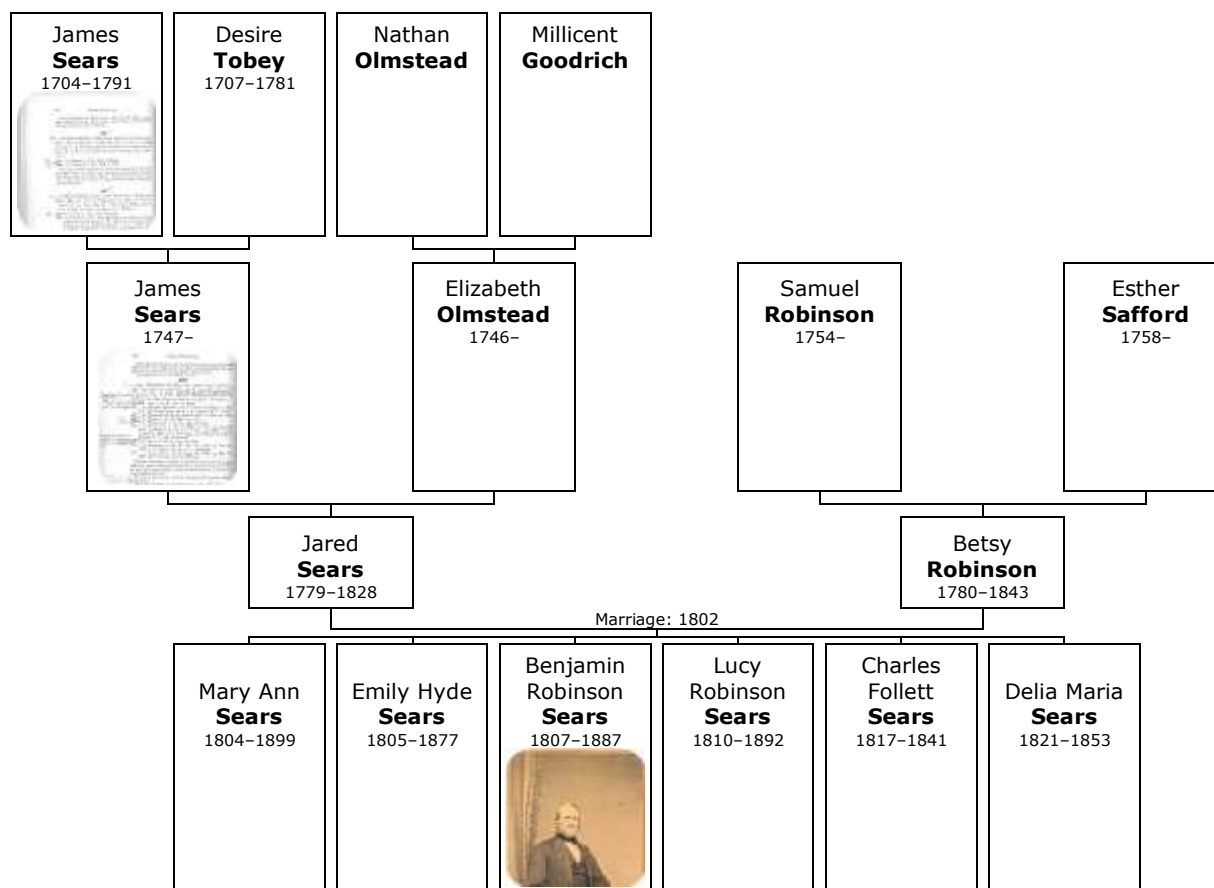 James
Sears
1704–1791
Desire
Tobey
1707–1781
Nathan
Olmstead
Millicent
Goodrich
James
Sears
1747–
Elizabeth
Olmstead
1746–
Samuel
Robinson
1754–
Esther
Safford
1758–
Jared
Sears
1779–1828
Betsy
Robinson
1780–1843
Marriage: 1802
Mary Ann
Sears
1804–1899
Emily Hyde
Sears
1805–1877
Benjamin
Robinson
Sears
1807–1887
Lucy
Robinson
Sears
1810–1892
Charles
Follett
Sears
1817–1841
Delia Maria
Sears
1821–1853